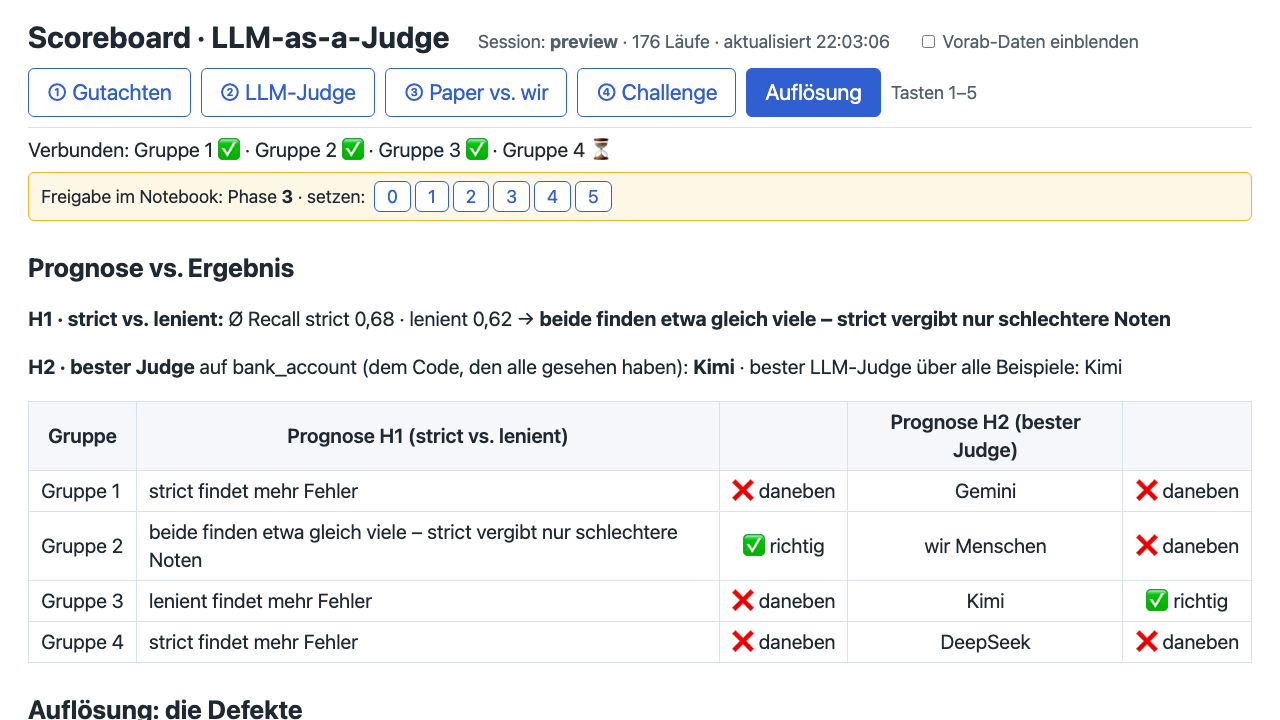 Scoreboard · LLM-as-a-Judge
Session: preview · 176 Läufe · aktualisiert 22:03:06
Vorab-Daten einblenden
① Gutachten
② LLM-Judge
③ Paper vs. wir
④ Challenge
Auflösung
Tasten 1–5
Verbunden: Gruppe 1 ✅ · Gruppe 2 ✅ · Gruppe 3 ✅ · Gruppe 4 ⏳
Freigabe im Notebook: Phase 3 · setzen: 0 1 2 3 4 5
Prognose vs. Ergebnis
H1 · strict vs. lenient: Ø Recall strict 0,68 · lenient 0,62 → beide finden etwa gleich viele – strict vergibt nur schlechtere Noten
H2 · bester Judge auf bank_account (dem Code, den alle gesehen haben): Kimi · bester LLM-Judge über alle Beispiele: Kimi
Gruppe
Prognose H1 (strict vs. lenient)
Prognose H2 (bester
Judge)
Gruppe 1
strict findet mehr Fehler
❌ daneben
Gemini
❌ daneben
Gruppe 2
beide finden etwa gleich viele – strict vergibt nur schlechtere
Noten
✅ richtig
wir Menschen
❌ daneben
Gruppe 3
lenient findet mehr Fehler
❌ daneben
Kimi
✅ richtig
Gruppe 4
strict findet mehr Fehler
❌ daneben
DeepSeek
❌ daneben
Auflösung: die Defekte